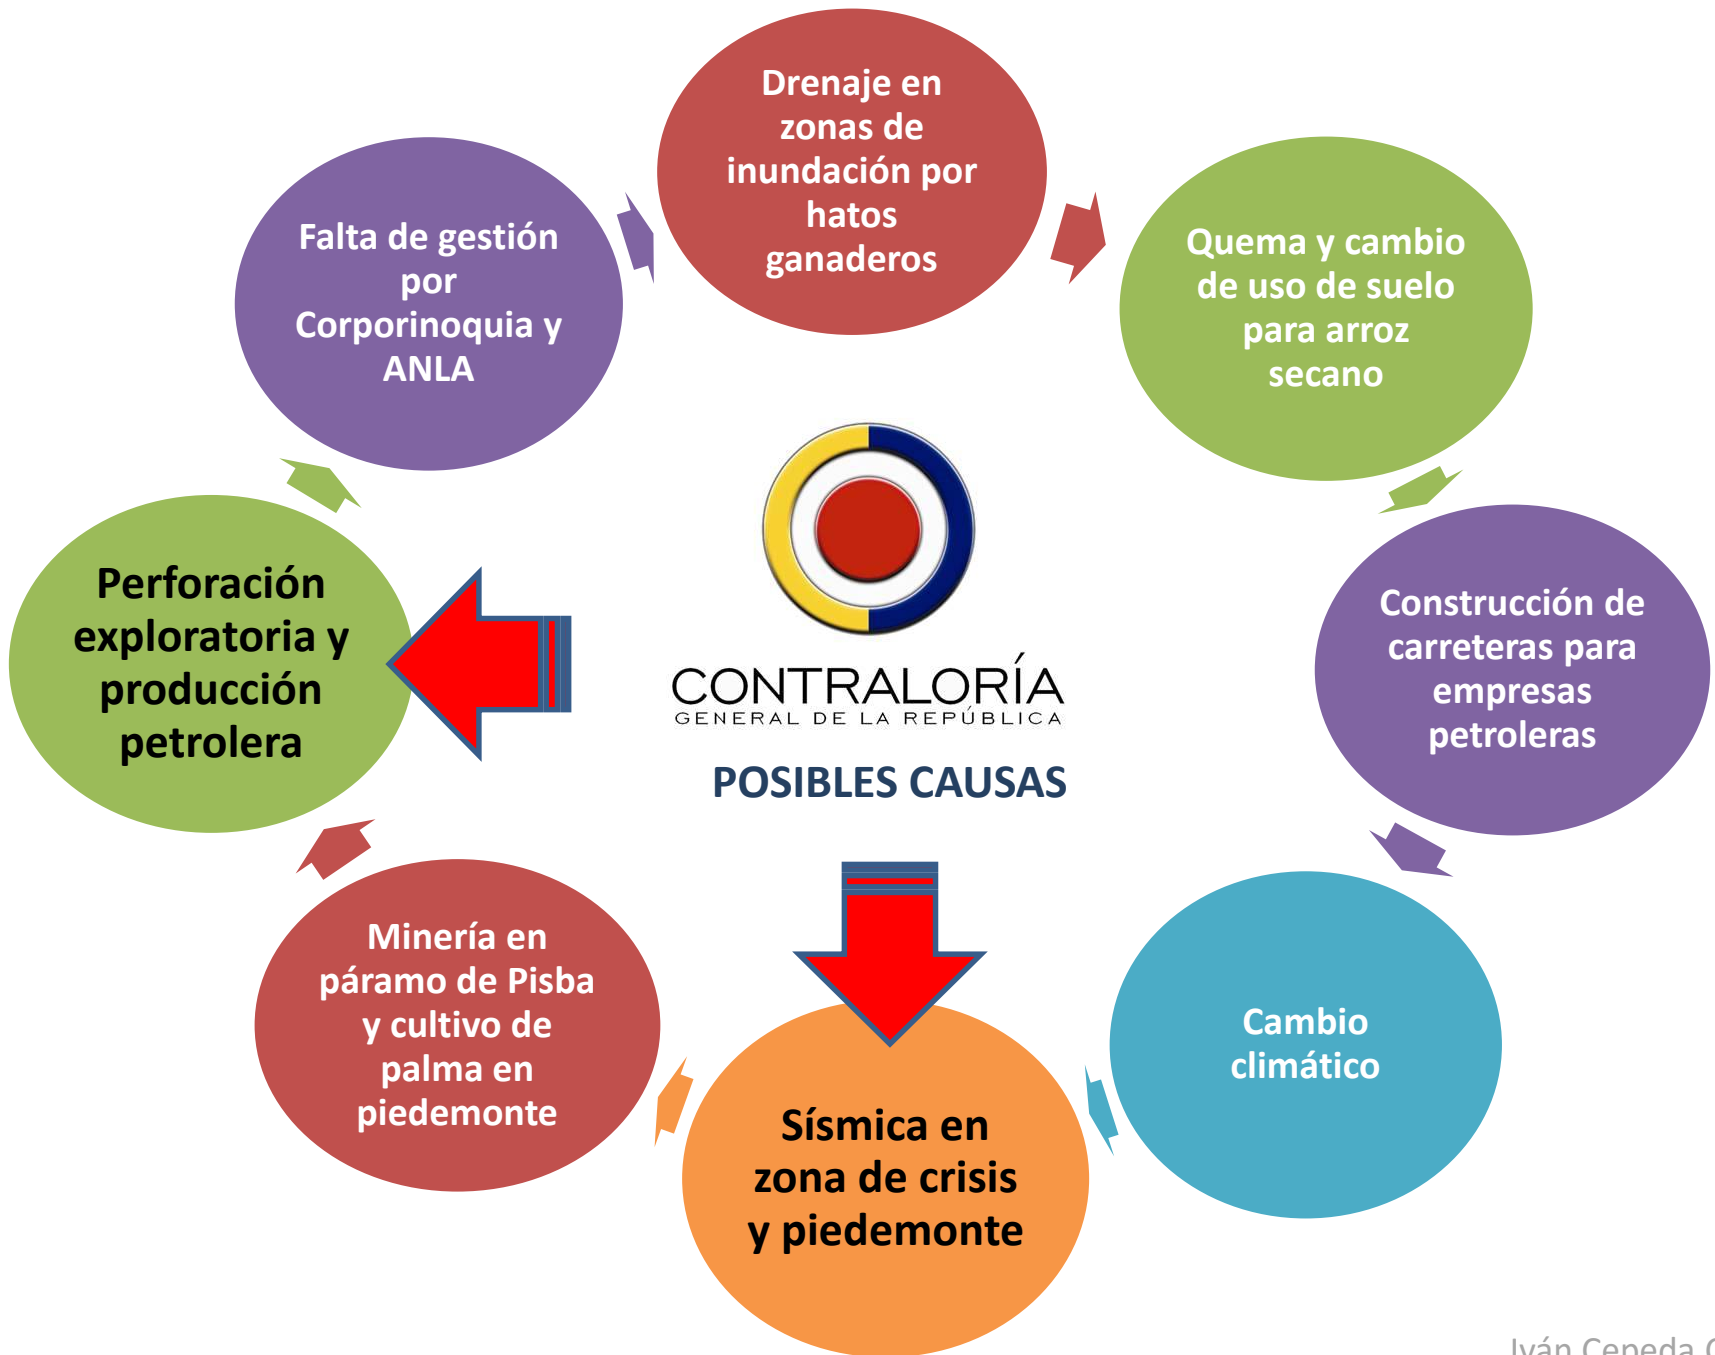 Drenaje en
zonas de
inundación por
hatos
ganaderos
Quema y cambio
de uso de suelo
para arroz
secano
Construcción de
carreteras para
empresas
petroleras
Cambio
climático
Sísmica en
zona de crisis
y piedemonte
Minería en
páramo de Pisba
y cultivo de
palma en
piedemonte
Perforación
exploratoria y
producción
petrolera
Falta de gestión
por
Corporinoquia y
ANLA
CONTRALORÍA
GENERAL DE LA REPÚBLICA
POSIBLES CAUSAS
Iván Cepeda